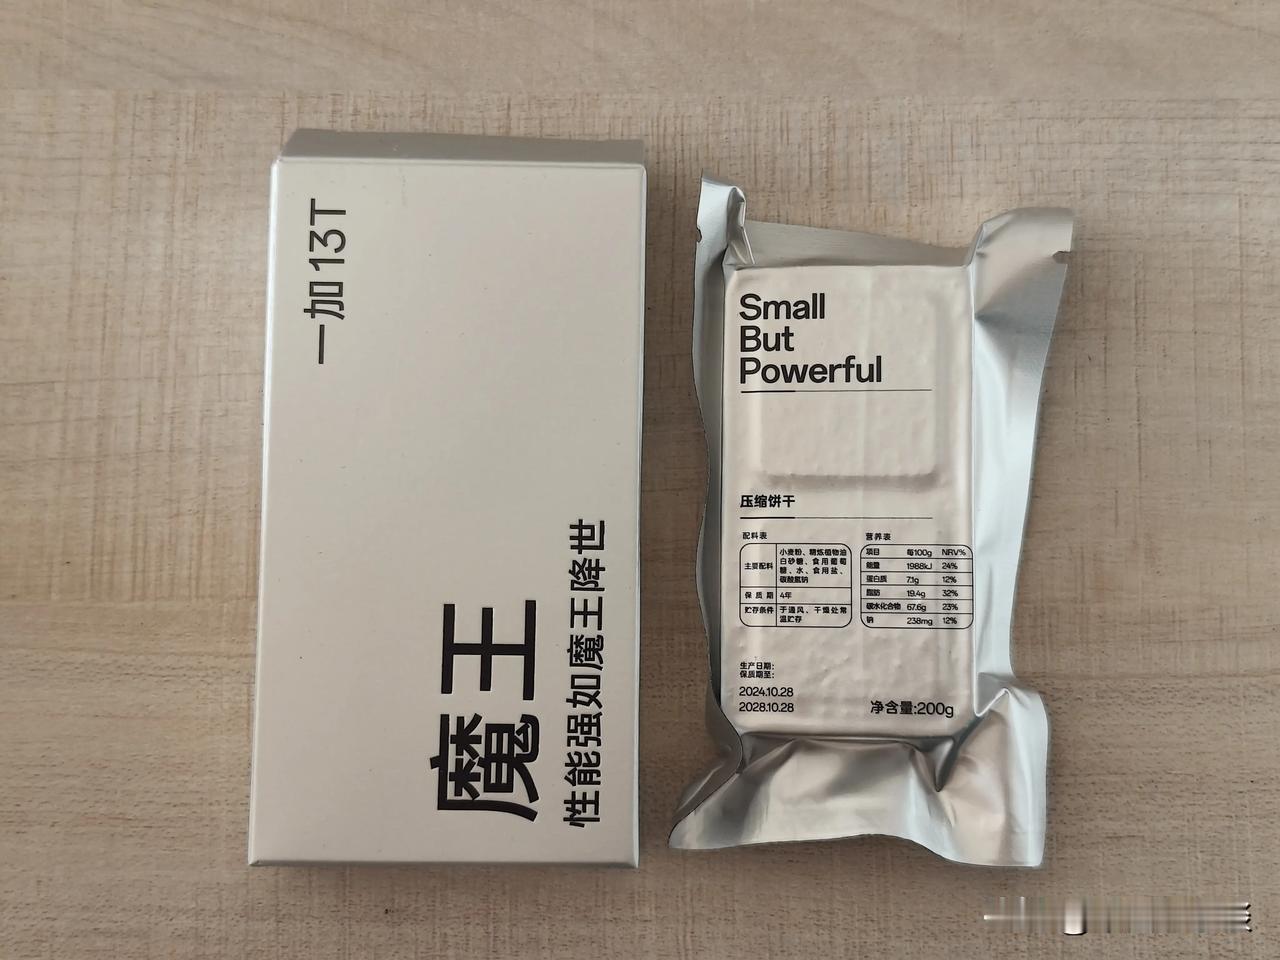 一加 13T
魔王
性能强如魔王降世
Small
But
Powerful
压缩饼干
配料表
主要配料
小麦粉、精炼植物油
白砂糖、食用葡萄
糖、水、食用盐、
碳酸氢钠
保 质 期 4年
贮存条件
于通风、干燥处常
温贮存
营养表
项目 每100g NRV%
能量 1988kJ 24%
蛋白质 7.1g 12%
脂肪 19.4g 32%
碳水化合物 67.6g 23%
钠 238mg 12%
生产日期:
保质期至:
2024.10.28
2028.10.28
净含量:200g